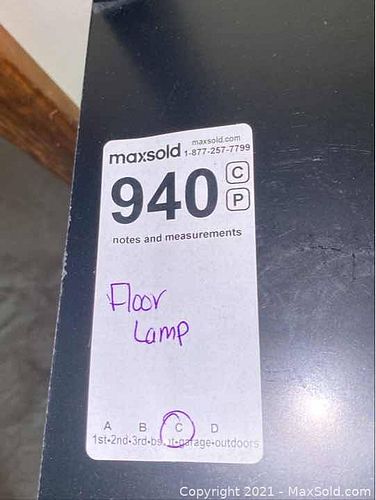 maxsold maxsold.com
1-877-257-7799
940 C
P
notes and measurements
Floor
Lamp
A B C D
1st•2nd•3rd•bs t•garage•outdoors
Copyright 2021 - MaxSold.com